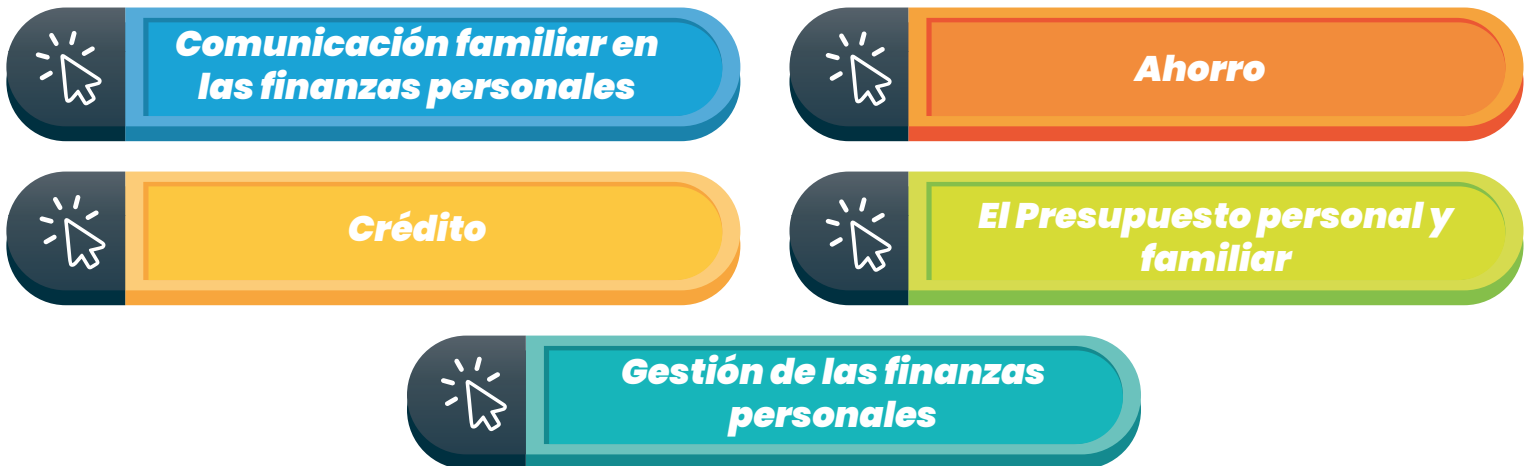 Comunicación familiar en
las finanzas personales
Ahorro
Crédito
El Presupuesto personal y
familiar
Gestión de las finanzas
personales